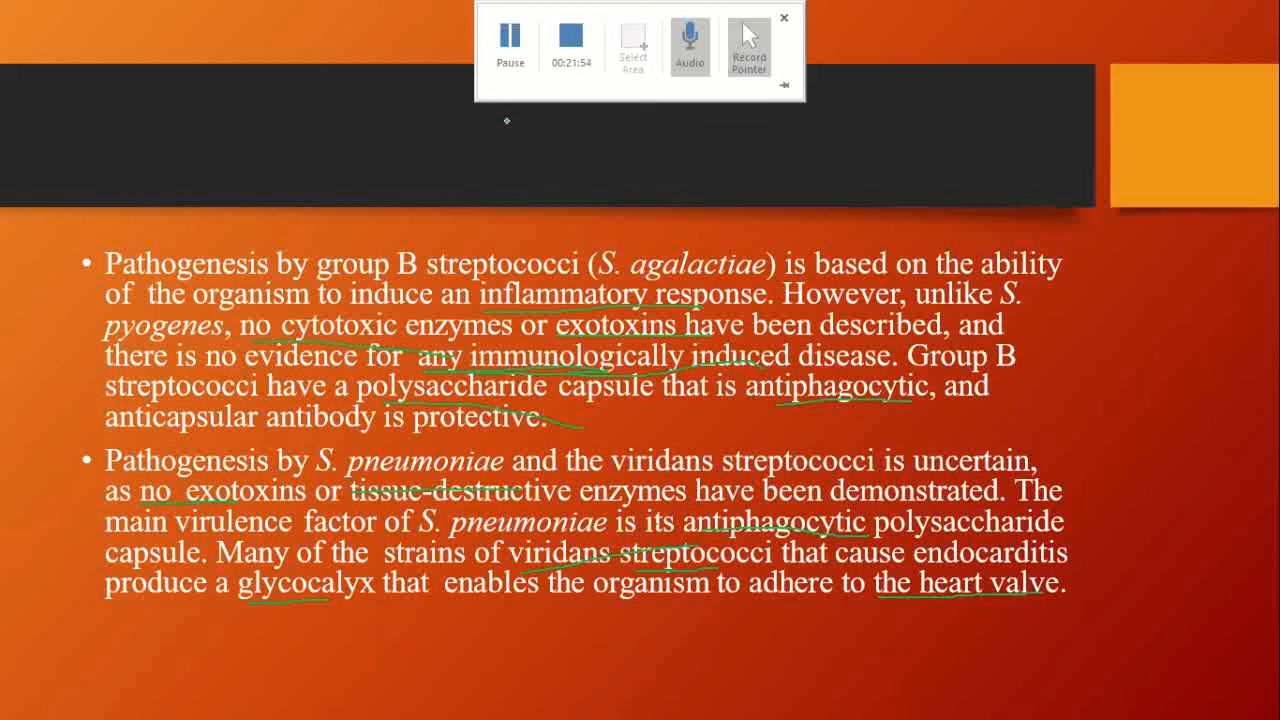 Pause
00:21:54
Select
Area
Audio
Record
Pointer
• Pathogenesis by group B streptococci (S. agalactiae) is based on the ability
of the organism to induce an inflammatory response. However, unlike S.
pyogenes, no cytotoxic enzymes or exotoxins have been described, and
there is no evidence for any immunologically induced disease. Group B
streptococci have a polysaccharide capsule that is antiphagocytic, and
anticapsular antibody is protective.
• Pathogenesis by S. pneumoniae and the viridans streptococci is uncertain,
as no exotoxins or tissue-destructive enzymes have been demonstrated. The
main virulence factor of S. pneumoniae is its antiphagocytic polysaccharide
capsule. Many of the strains of viridans streptococci that cause endocarditis
produce a glycocalyx that enables the organism to adhere to the heart valve.